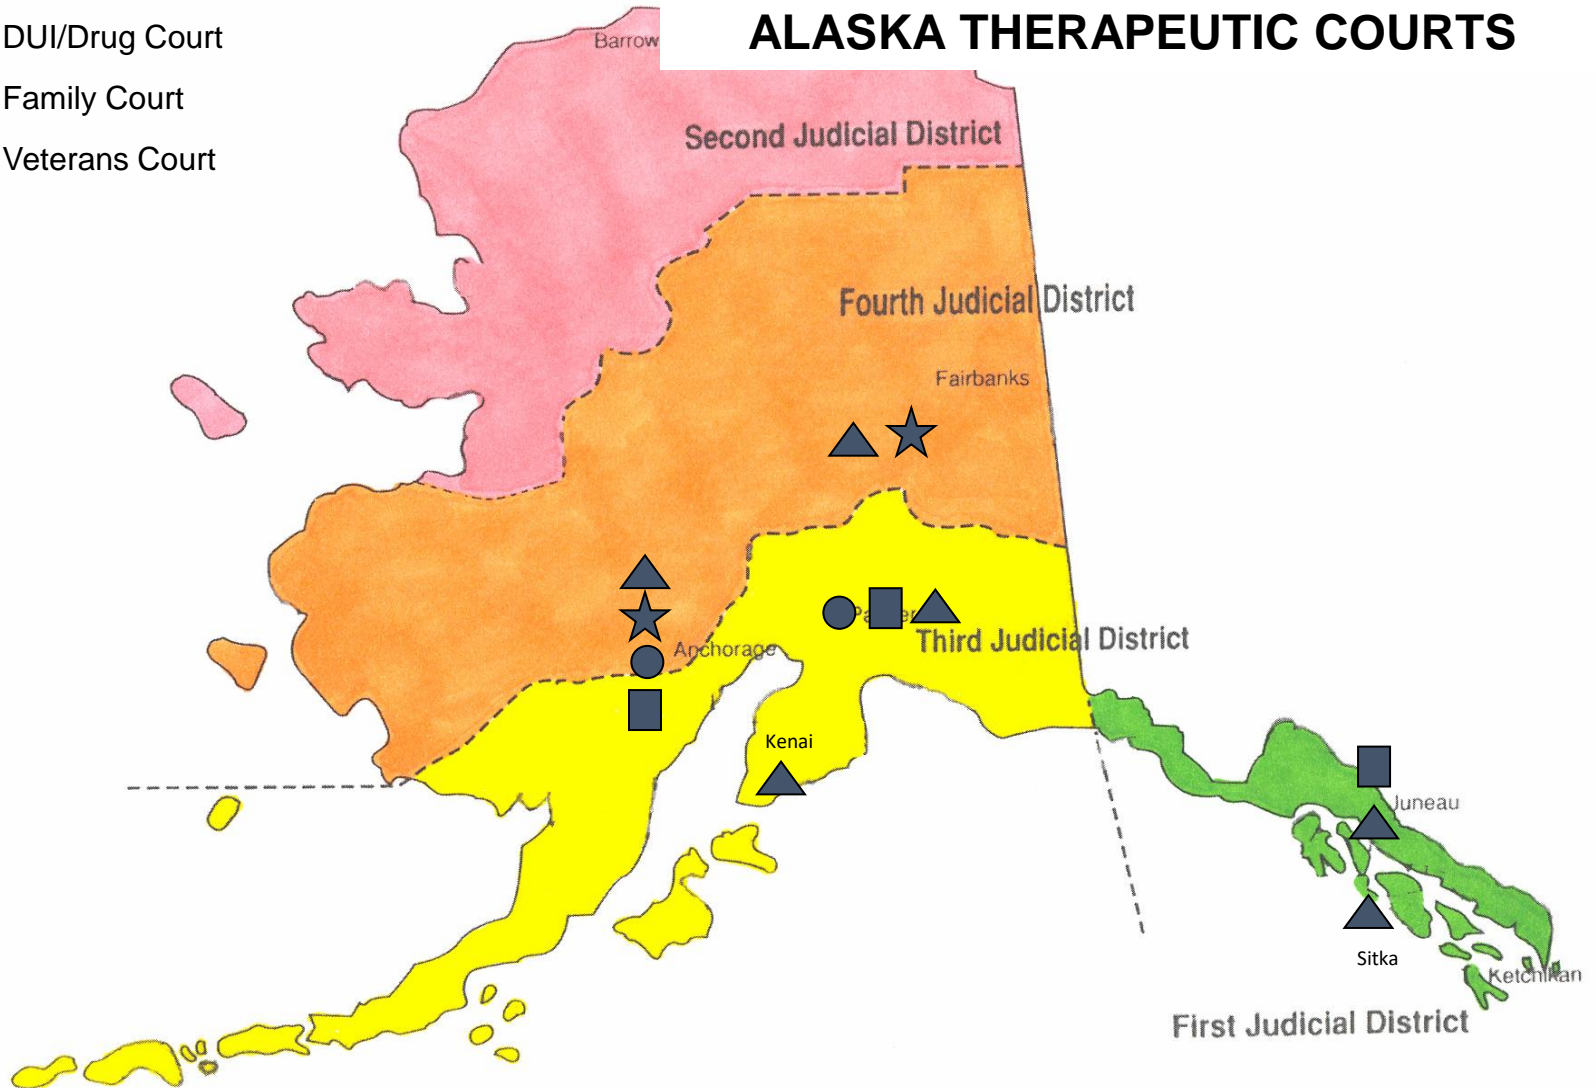 ALASKA THERAPEUTIC COURTS
DUI/Drug Court
Family Court
Veterans Court
Barrow
Second Judicial District
Fourth Judicial District
Fairbanks
Anchorage
Third Judicial District
Kenai
Juneau
Sitka
Ketchikan
First Judicial District